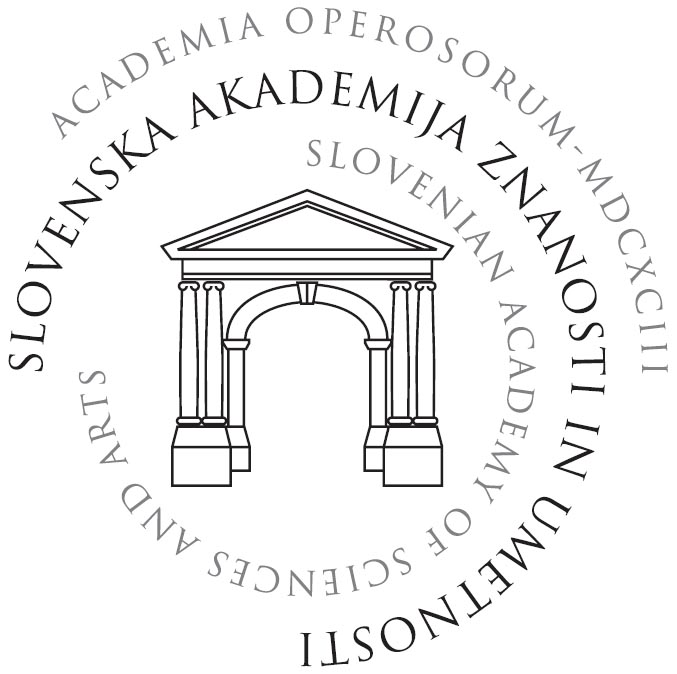 ACADEMIA OPEROSORUM-MDCXCIII
SLOVENSKA AKADEMIJA ZNANOSTI IN UMETNOSTI
SLOVENIAN ACADEMY OF SCIENCES AND ARTS